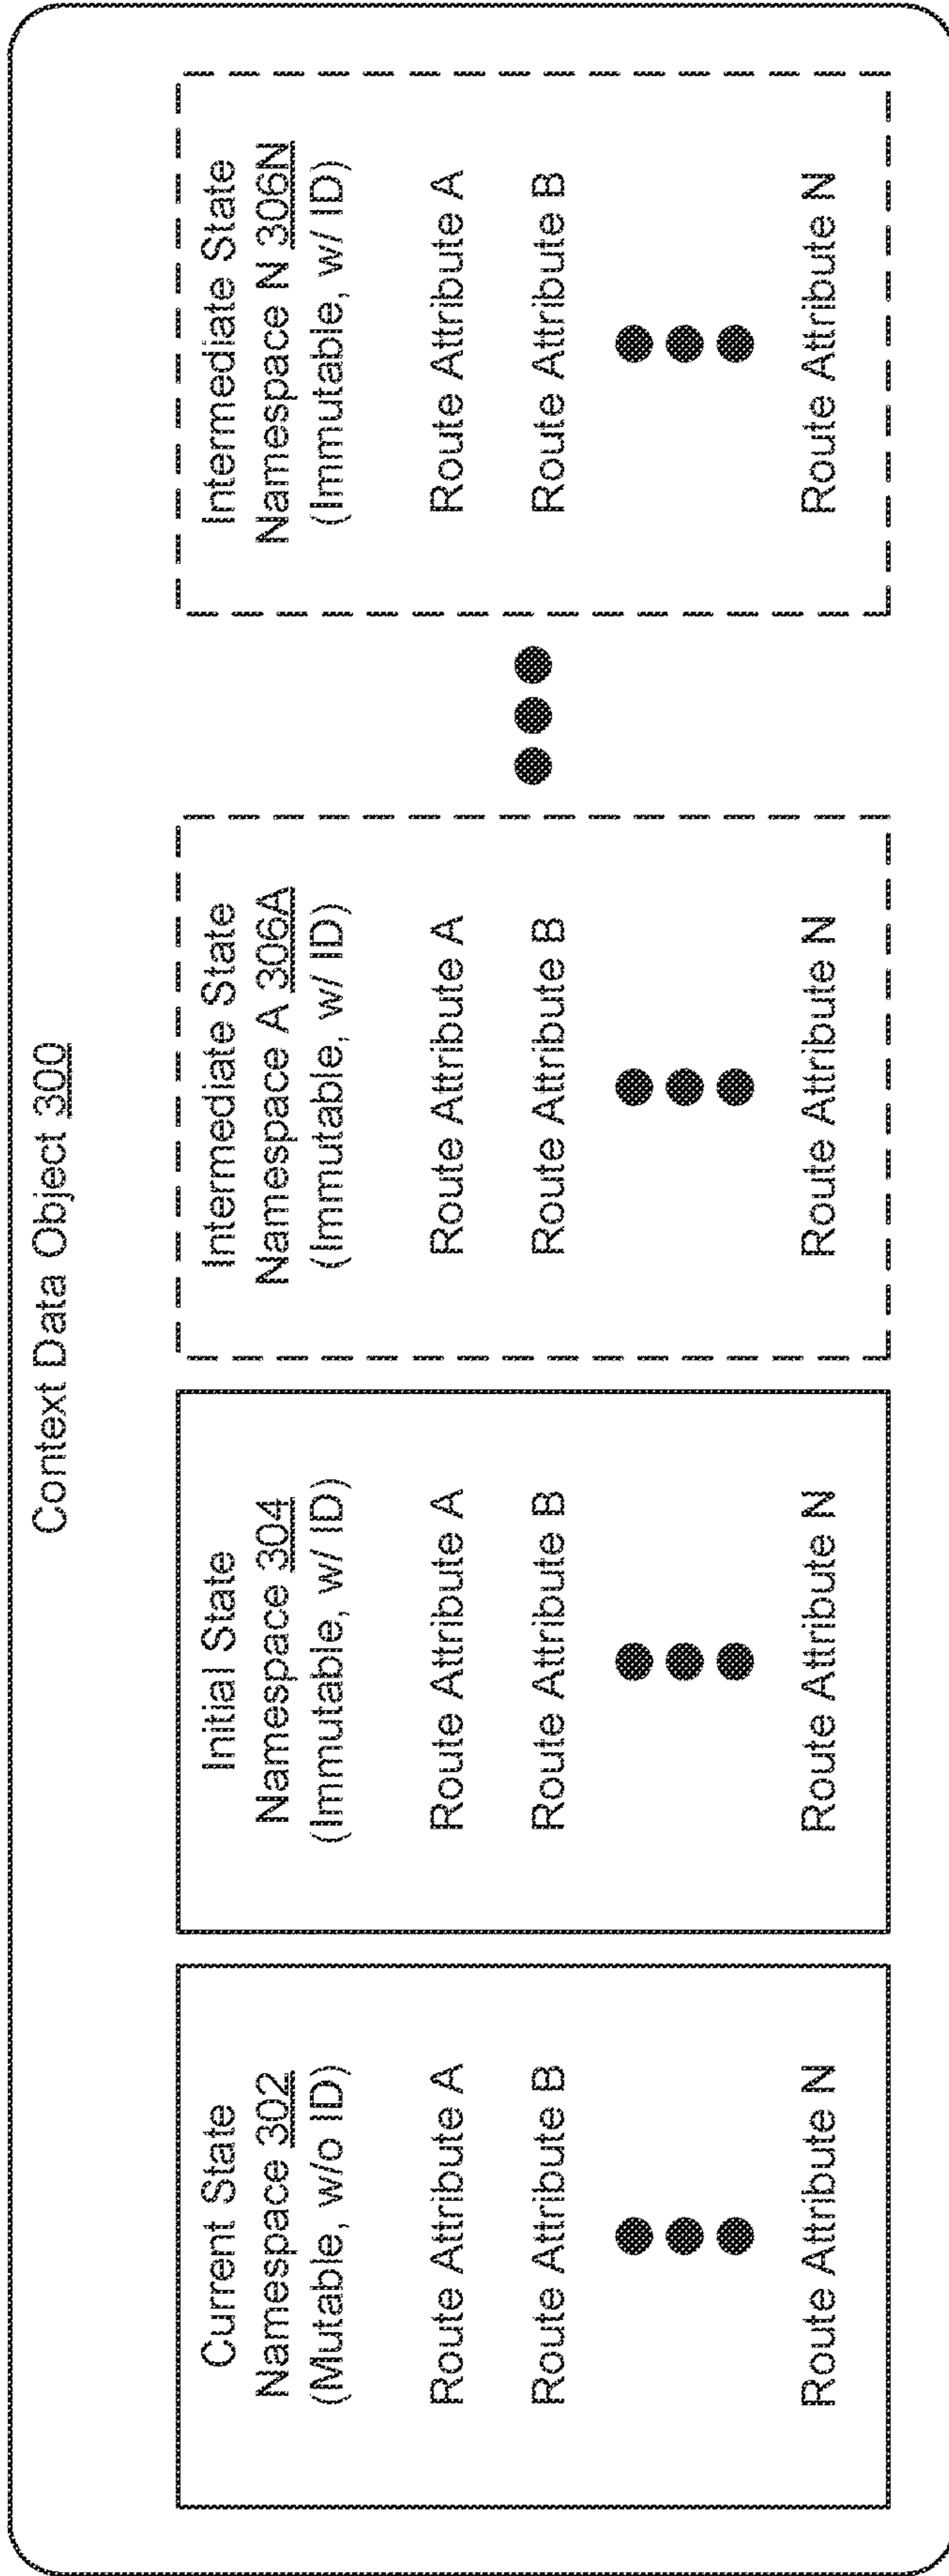 Context Data Object 300
Current State
Namespace 302
(Mutable, w/o ID)
Route Attribute A
Route Attribute B
Route Attribute N
Initial State
Namespace 304
(Immutable, w/ ID)
Route Attribute A
Route Attribute B
Route Attribute N
Intermediate State
Namespace A 306A
(Immutable, w/ ID)
Route Attribute A
Route Attribute B
Route Attribute N
Intermediate State
Namespace N 306N
(Immutable, w/ ID)
Route Attribute A
Route Attribute B
Route Attribute N